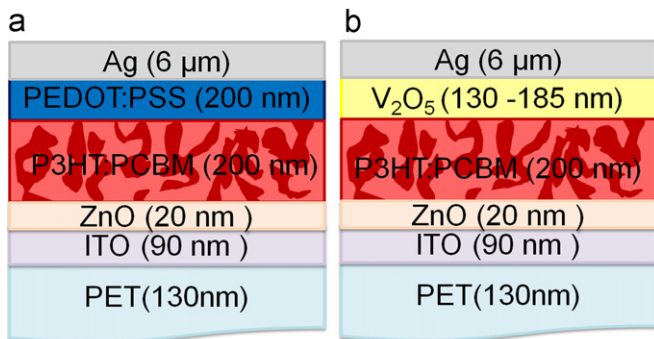 a
Ag (6 µm)
PEDOT:PSS (200 nm)
P3HT:PCBM (200 nm)
ZnO (20 nm )
ITO (90 nm )
PET(130nm)
b
Ag (6 µm)
V₂O₅ (130 -185 nm)
P3HT:PCBM (200 nm)
ZnO (20 nm )
ITO (90 nm )
PET(130nm)